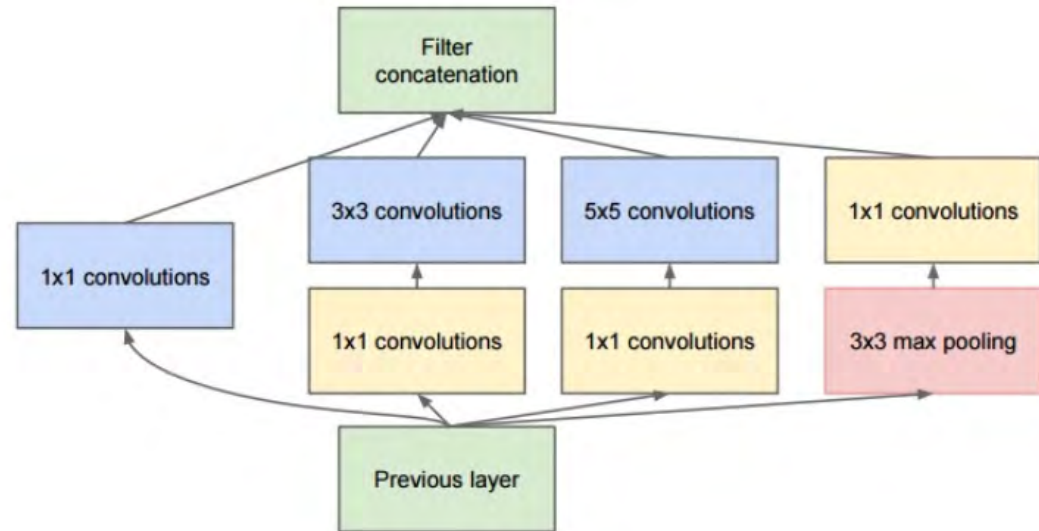 Filter
concatenation
3x3 convolutions
5x5 convolutions
1x1 convolutions
1x1 convolutions
1x1 convolutions
1x1 convolutions
3x3 max pooling
Previous layer